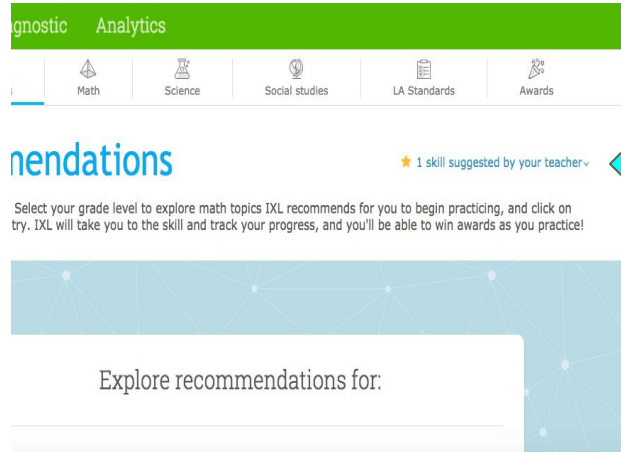 agnostic Analytics
Math Science Social studies LA Standards Awards
mendations
1 skill suggested by your teacher
Select your grade level to explore math topics IXL recommends for you to begin practicing, and click on
try. IXL will take you to the skill and track your progress, and you'll be able to win awards as you practice!
Explore recommendations for: